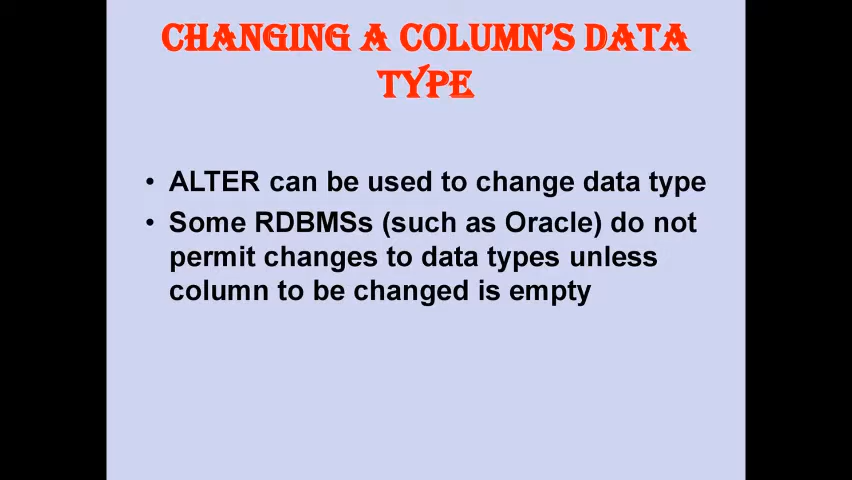 CHANGING A COLUMN'S DATA
TYPE
• ALTER can be used to change data type
• Some RDBMSs (such as Oracle) do not
permit changes to data types unless
column to be changed is empty